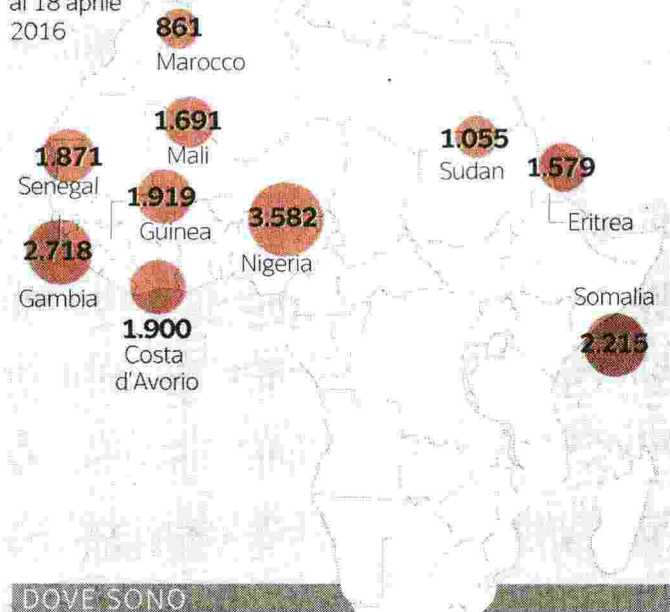 al 18 aprile
2016
861
Marocco
1.691
Mali
1.055
Sudan
1.871
Senegal
1.579
Eritrea
1.919
Guinea
3.582
Nigeria
2.718
Gambia
Somalia
2.215
1.900
Costa
d'Avorio
DOVE SONO